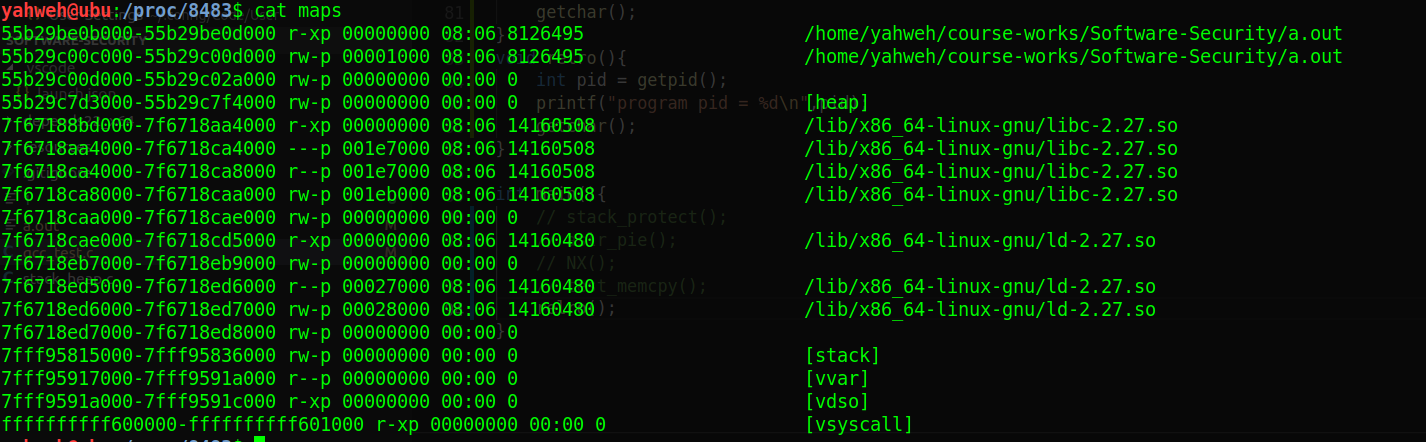 yahweh@ubu:/proc/8483$ cat maps
55b29be0b000-55b29be0d000 r-xp 00000000 08:06 8126495 /home/yahweh/course-works/Software-Security/a.out
55b29c00c000-55b29c00d000 rw-p 00001000 08:06 8126495 /home/yahweh/course-works/Software-Security/a.out
55b29c00d000-55b29c02a000 rw-p 00000000 00:00 0
55b29c7d3000-55b29c7f4000 rw-p 00000000 00:00 0 [heap]
7f67188bd000-7f6718aa4000 r-xp 00000000 08:06 14160508 /lib/x86_64-linux-gnu/libc-2.27.so
7f6718aa4000-7f6718ca4000 ---p 001e7000 08:06 14160508 /lib/x86_64-linux-gnu/libc-2.27.so
7f6718ca4000-7f6718ca8000 r--p 001e7000 08:06 14160508 /lib/x86_64-linux-gnu/libc-2.27.so
7f6718ca8000-7f6718caa000 rw-p 001eb000 08:06 14160508 /lib/x86_64-linux-gnu/libc-2.27.so
7f6718caa000-7f6718cae000 rw-p 00000000 00:00 0
7f6718cae000-7f6718cd5000 r-xp 00000000 08:06 14160480 /lib/x86_64-linux-gnu/ld-2.27.so
7f6718eb7000-7f6718eb9000 rw-p 00000000 00:00 0
7f6718ed5000-7f6718ed6000 r--p 00027000 08:06 14160480 /lib/x86_64-linux-gnu/ld-2.27.so
7f6718ed6000-7f6718ed7000 rw-p 00028000 08:06 14160480 /lib/x86_64-linux-gnu/ld-2.27.so
7f6718ed7000-7f6718ed8000 rw-p 00000000 00:00 0
7fff95815000-7fff95836000 rw-p 00000000 00:00 0 [stack]
7fff95917000-7fff9591a000 r--p 00000000 00:00 0 [vvar]
7fff9591a000-7fff9591c000 r-xp 00000000 00:00 0 [vdso]
ffffffffff600000-ffffffffff601000 r-xp 00000000 00:00 0 [vsyscall]
81 getchar();
int pid = getpid();
printf("program pid = %d\n"
// stack_protect();
// NX();